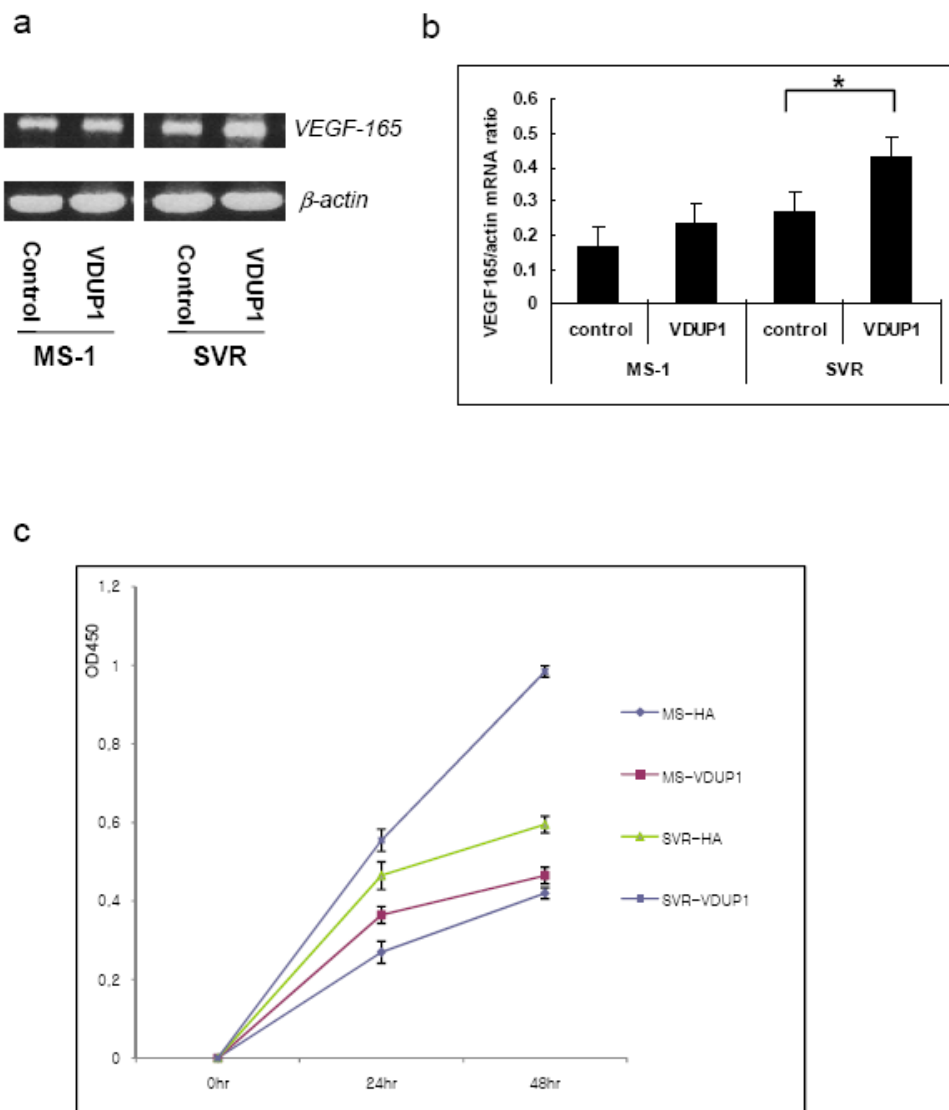 a
VEGF-165
β-actin
Control
VDUP1
Control
VDUP1
MS-1
SVR
b
*
VEGF165/actin mRNA ratio
0.6
0.5
0.4
0.3
0.2
0.1
0
control
VDUP1
control
VDUP1
MS-1
SVR
c
OD450
1,2
1
0,8
0,6
0,4
0,2
0
0hr
24hr
48hr
MS-HA
MS-VDUP1
SVR-HA
SVR-VDUP1